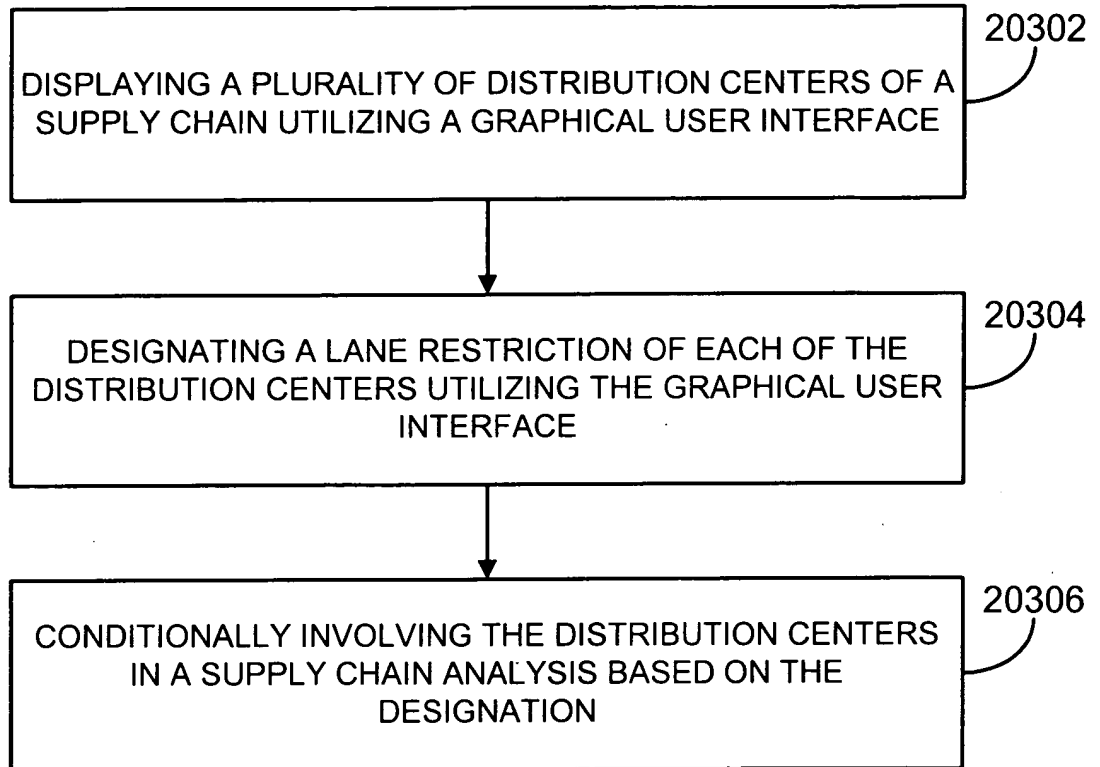 20302
DISPLAYING A PLURALITY OF DISTRIBUTION CENTERS OF A
SUPPLY CHAIN UTILIZING A GRAPHICAL USER INTERFACE
20304
DESIGNATING A LANE RESTRICTION OF EACH OF THE
DISTRIBUTION CENTERS UTILIZING THE GRAPHICAL USER
INTERFACE
20306
CONDITIONALLY INVOLVING THE DISTRIBUTION CENTERS
IN A SUPPLY CHAIN ANALYSIS BASED ON THE
DESIGNATION